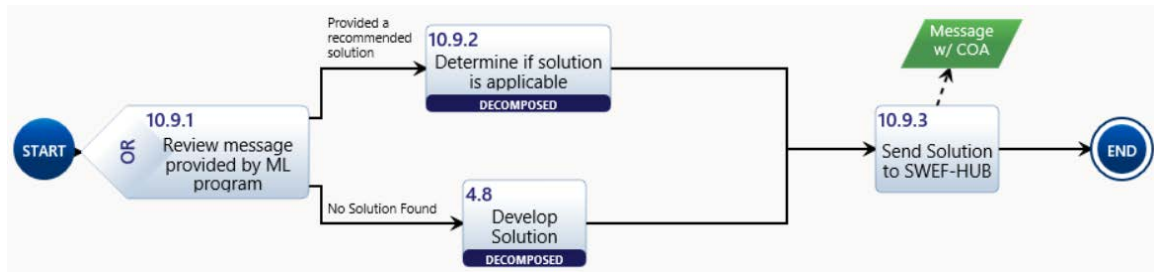 START
OR
10.9.1
Review message
provided by ML
program
Provided a
recommended
solution
10.9.2
Determine if solution
is applicable
DECOMPOSED
No Solution Found
4.8
Develop
Solution
DECOMPOSED
Message
w/ COA
10.9.3
Send Solution
to SWEF-HUB
END